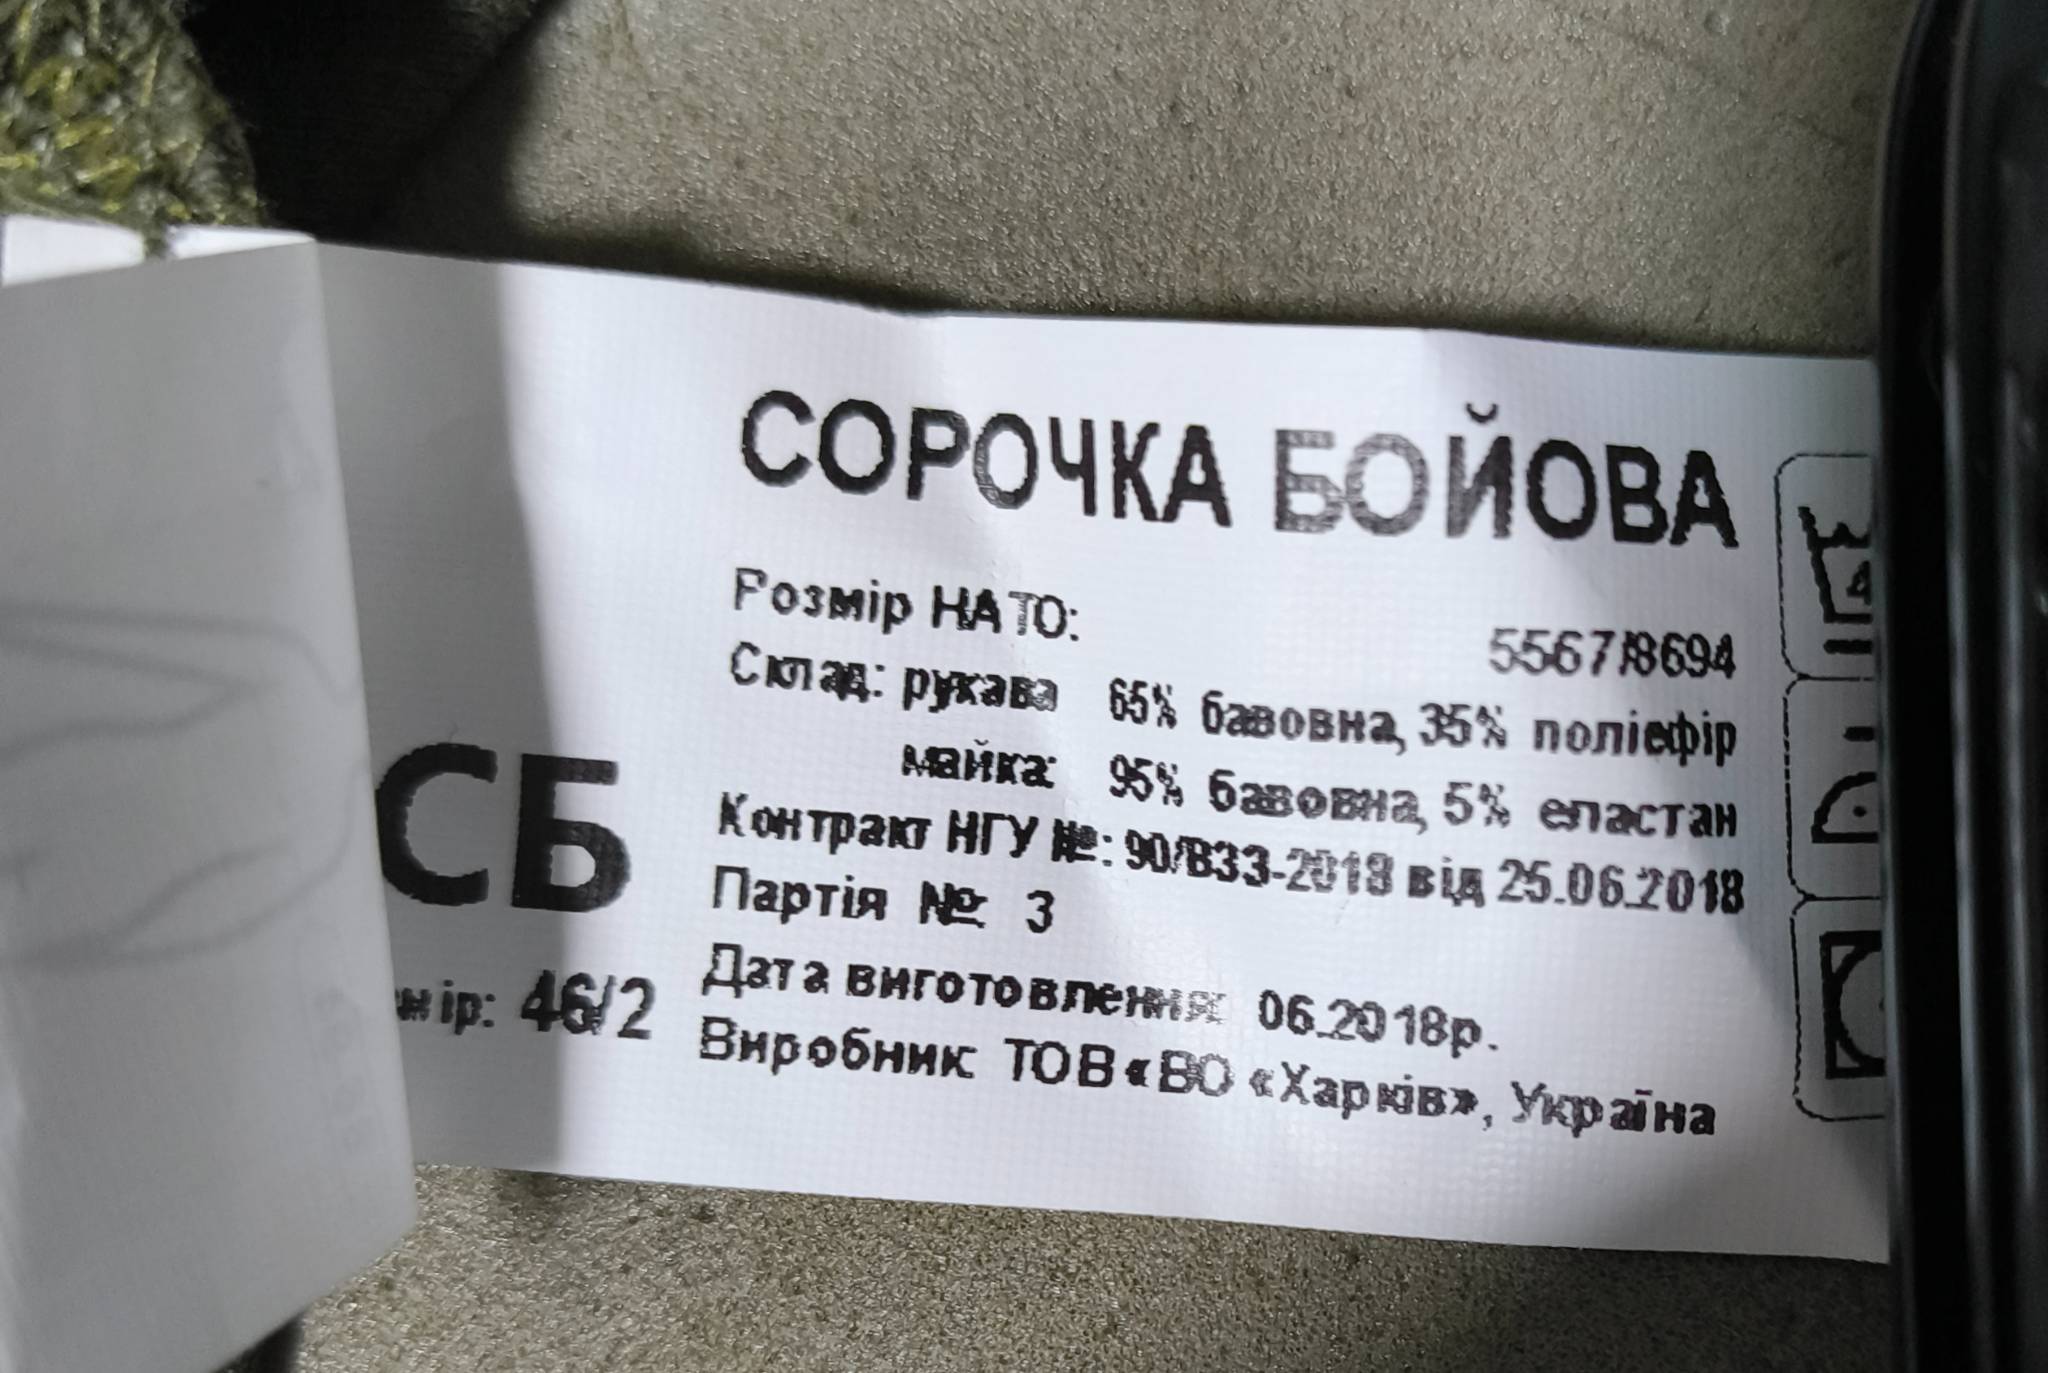 СОРОЧКА БОЙОВА
Розмір НАТО: 5567/8694
Склад: рукава 65% бавовна, 35% поліефір
майка: 95% бавовна, 5% еластан
Контракт НГУ №: 90/ВЗЗ-2018 від 25.06.2018
Партія № 3
Дата виготовлення: 06.2018р.
Виробник: ТОВ «ВО «Харків», Україна
СБ
мір: 46/2